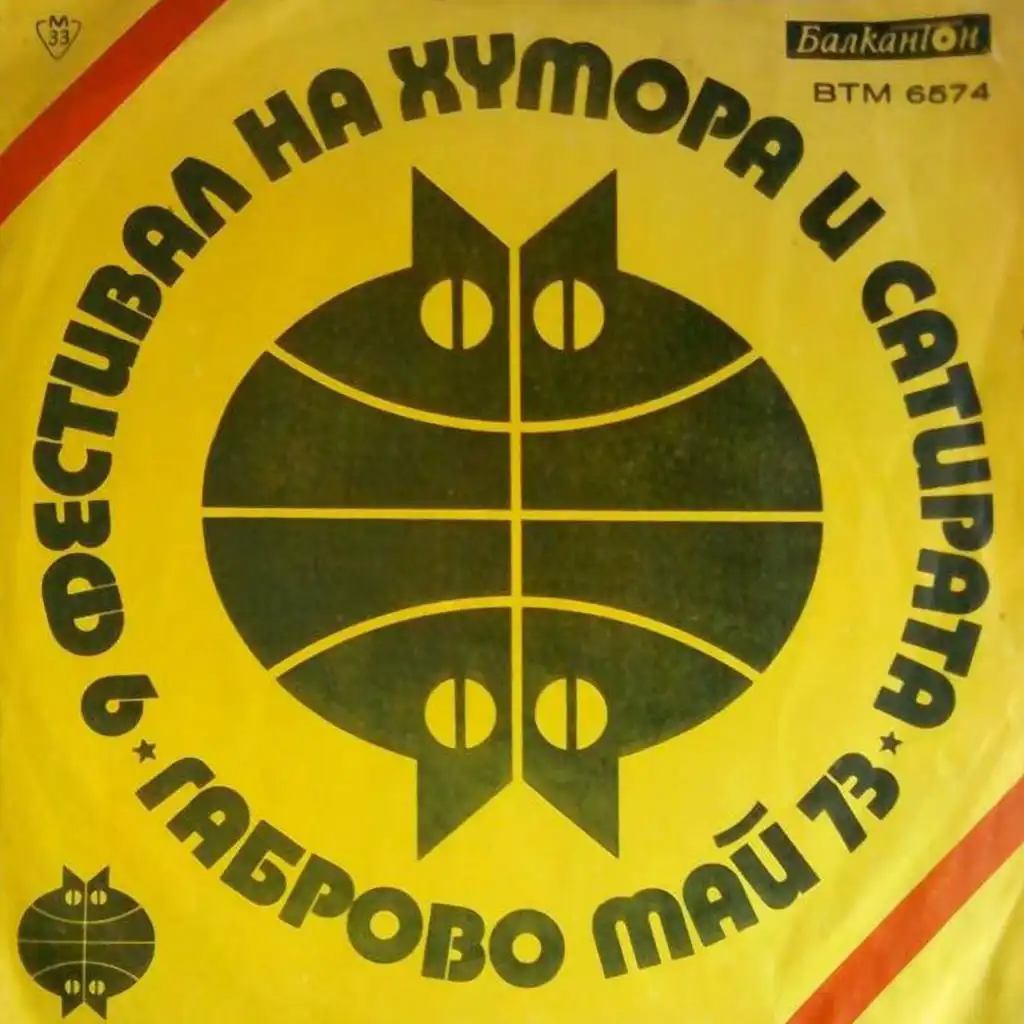 M
33
БалканТон
ВТМ 6574
6 ФЕСТИВАЛ НА ХУМОРА И САТИРАТА
★ ГАБРОВО МАЙ 73 ★